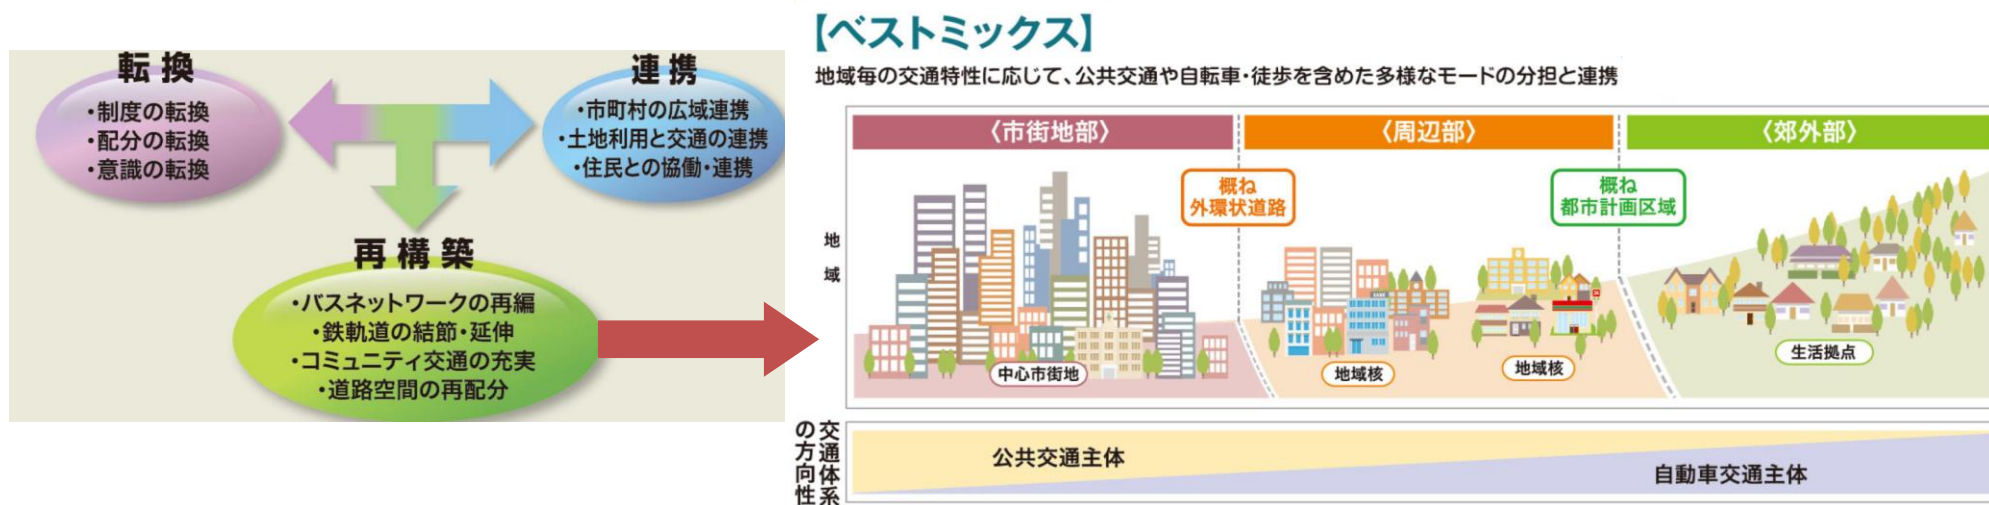 転換
・制度の転換
・配分の転換
・意識の転換
連携
・市町村の広域連携
・土地利用と交通の連携
・住民との協働・連携
再構築
・バスネットワークの再編
・鉄軌道の結節・延伸
・コミュニティ交通の充実
・道路空間の再配分
【ベストミックス】
地域毎の交通特性に応じて、公共交通や自転車・徒歩を含めた多様なモードの分担と連携
〈市街地部〉
〈周辺部〉
〈郊外部〉
概ね
外環状道路
概ね
都市計画区域
地域
中心市街地
地域核
地域核
生活拠点
交通体系
の方向性
公共交通主体
自動車交通主体